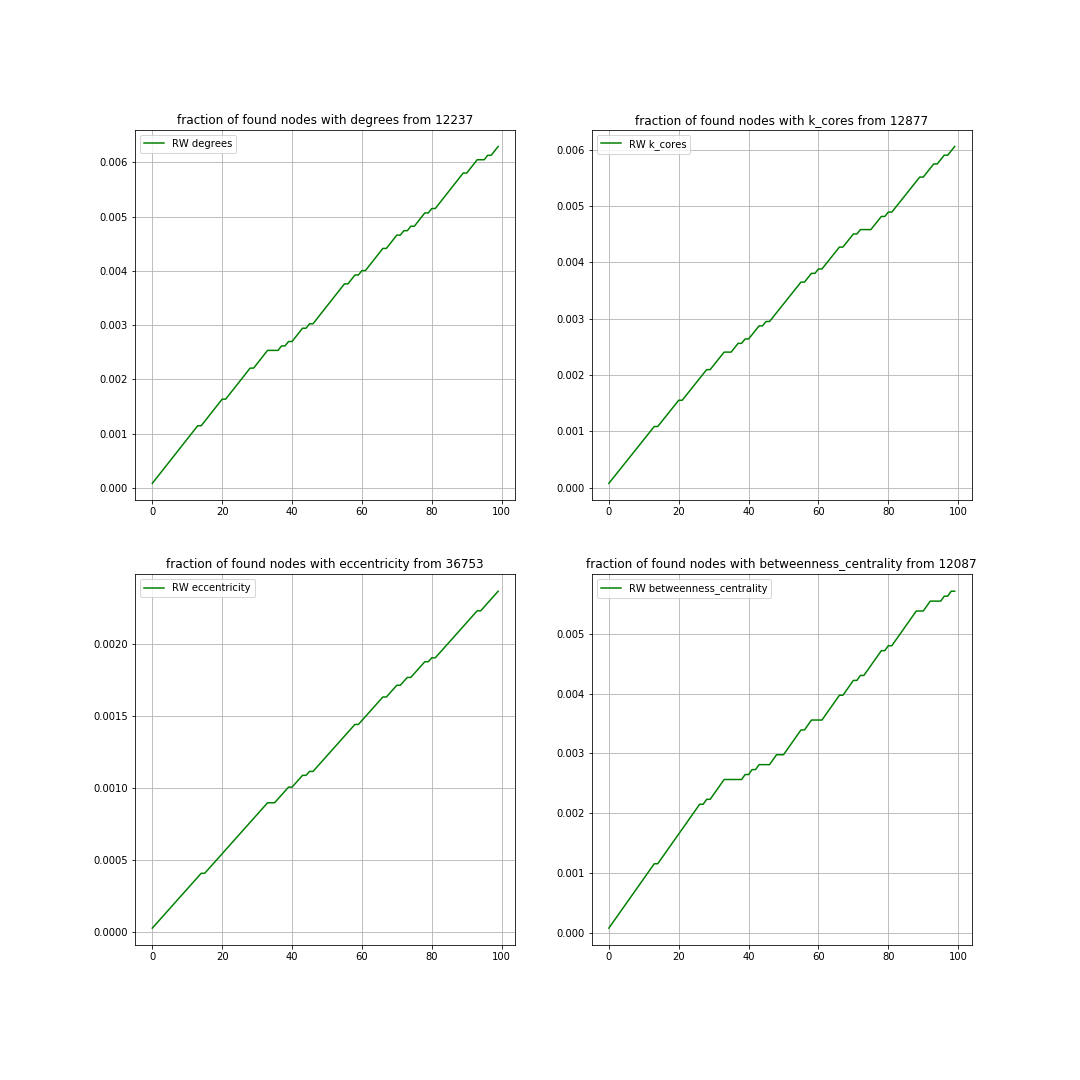 fraction of found nodes with degrees from 12237
RW degrees
0.006
0.005
0.004
0.003
0.002
0.001
0.000
0 20 40 60 80 100
fraction of found nodes with k_cores from 12877
RW k_cores
0.006
0.005
0.004
0.003
0.002
0.001
0.000
0 20 40 60 80 100
fraction of found nodes with eccentricity from 36753
RW eccentricity
0.0020
0.0015
0.0010
0.0005
0.0000
0 20 40 60 80 100
fraction of found nodes with betweenness_centrality from 12087
RW betweenness_centrality
0.005
0.004
0.003
0.002
0.001
0.000
0 20 40 60 80 100